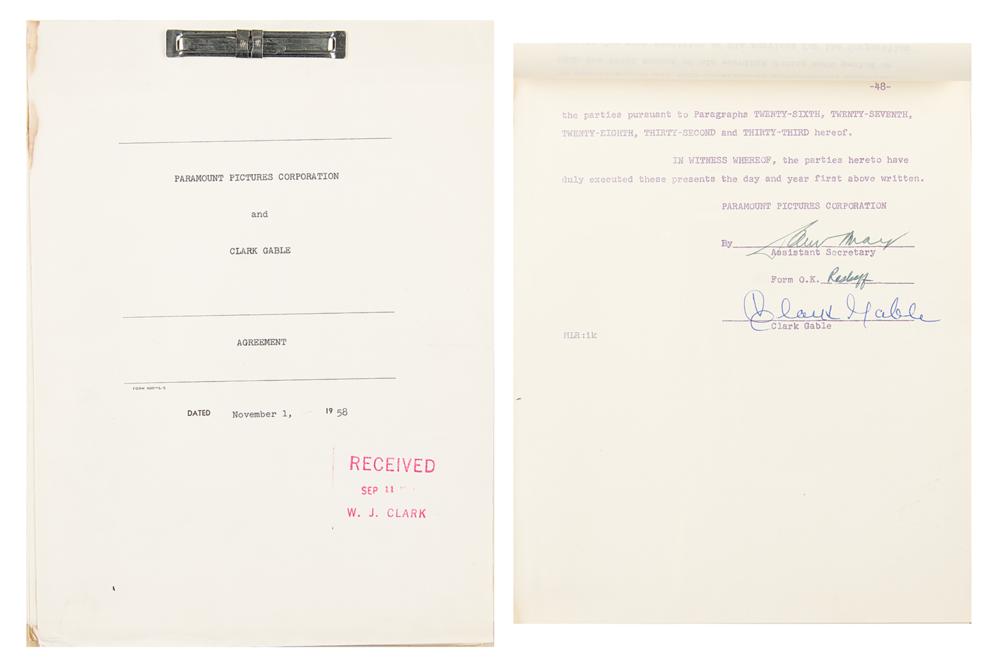 PARAMOUNT PICTURES CORPORATION
and
CLARK GABLE
AGREEMENT
DATED November 1, 1958
RECEIVED
SEP 11
W. J. CLARK
-48-
the parties pursuant to Paragraphs TWENTY-SIXTH, TWENTY-SEVENTH,
TWENTY-EIGHTH, THIRTY-SECOND and THIRTY-THIRD hereof.
IN WITNESS WHEREOF, the parties hereto have
duly executed these presents the day and year first above written.
PARAMOUNT PICTURES CORPORATION
By
Assistant Secretary
Form O.K.
Clark Gable
Clark Gable
MLR:ik